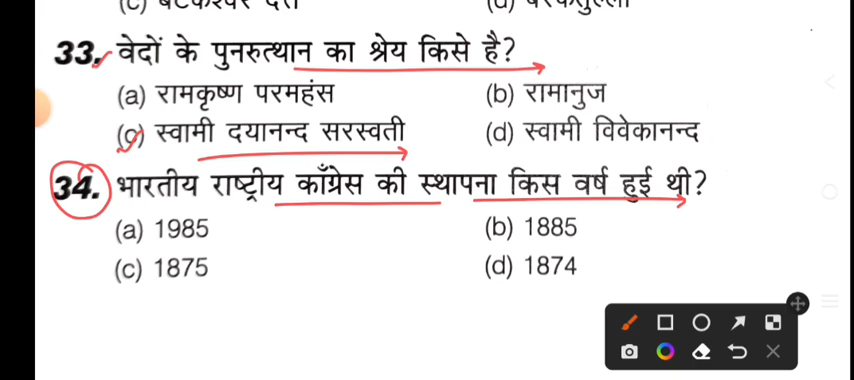 33. वेदों के पुनरुत्थान का श्रेय किसे है?
(a) रामकृष्ण परमहंस (b) रामानुज
(c) स्वामी दयानन्द सरस्वती (d) स्वामी विवेकानन्द
34. भारतीय राष्ट्रीय काँग्रेस की स्थापना किस वर्ष हुई थी?
(a) 1985 (b) 1885
(c) 1875 (d) 1874